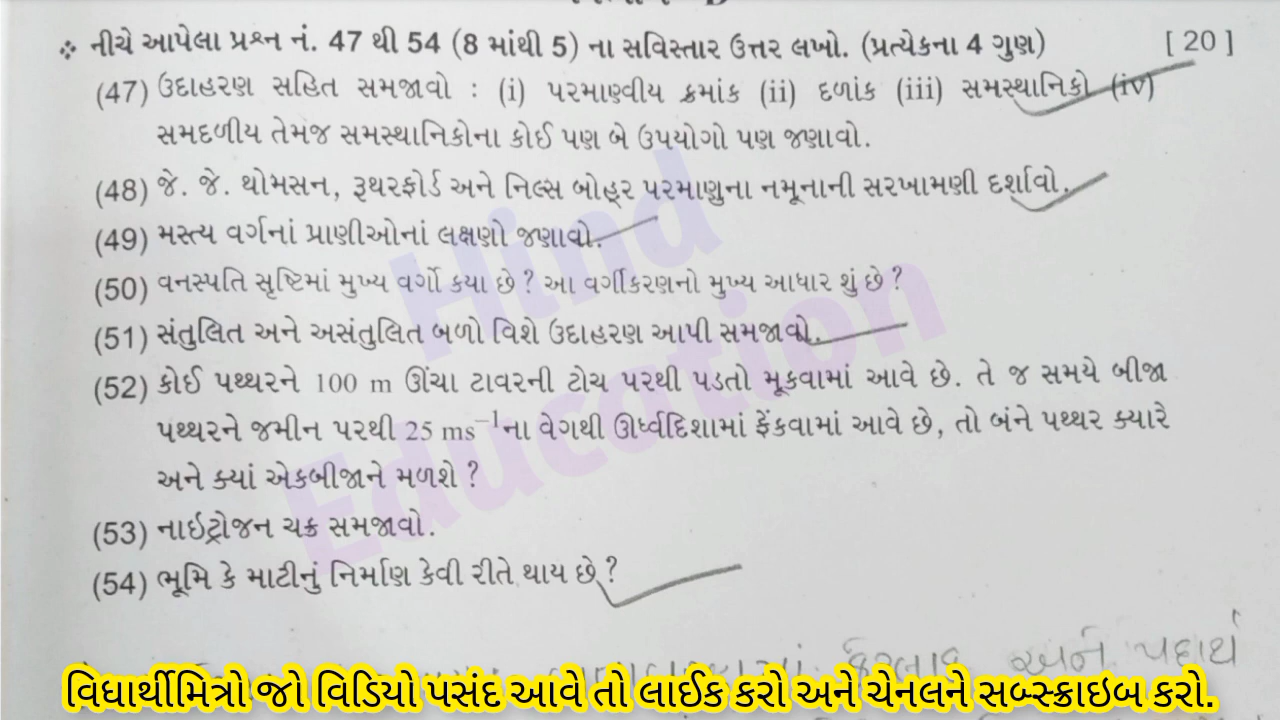 ❖ નીચે આપેલા પ્રશ્ન નં. 47 થી 54 (8 માંથી 5) ના સવિસ્તાર ઉત્તર લખો. (પ્રત્યેકના 4 ગુણ) [ 20 ]
(47) ઉદાહરણ સહિત સમજાવો : (i) પરમાણ્વીય ક્રમાંક (ii) દળાંક (iii) સમસ્થાનિકો (iv)
સમદળીય તેમજ સમસ્થાનિકોના કોઈ પણ બે ઉપયોગો પણ જણાવો.
(48) જે. જે. થોમસન, રૂથરફોર્ડ અને નિલ્સ બોહ્‌ર પરમાણુના નમૂનાની સરખામણી દર્શાવો.
(49) મસ્ત્ય વર્ગનાં પ્રાણીઓનાં લક્ષણો જણાવો.
(50) વનસ્પતિ સૃષ્ટિમાં મુખ્ય વર્ગો કયા છે ? આ વર્ગીકરણનો મુખ્ય આધાર શું છે ?
(51) સંતુલિત અને અસંતુલિત બળો વિશે ઉદાહરણ આપી સમજાવો.
(52) કોઈ પથ્થરને 100 m ઊંચા ટાવરની ટોચ પરથી પડતો મૂકવામાં આવે છે. તે જ સમયે બીજા
પથ્થરને જમીન પરથી 25 ms⁻¹ના વેગથી ઊર્ધ્વદિશામાં ફેંકવામાં આવે છે, તો બંને પથ્થર ક્યારે
અને ક્યાં એકબીજાને મળશે ?
(53) નાઇટ્રોજન ચક્ર સમજાવો.
(54) ભૂમિ કે માટીનું નિર્માણ કેવી રીતે થાય છે ?
Hind
Education
અને પદાર્થ
વિધાર્થીમિત્રો જો વિડિયો પસંદ આવે તો લાઈક કરો અને ચેનલને સબ્સ્ક્રાઇબ કરો.